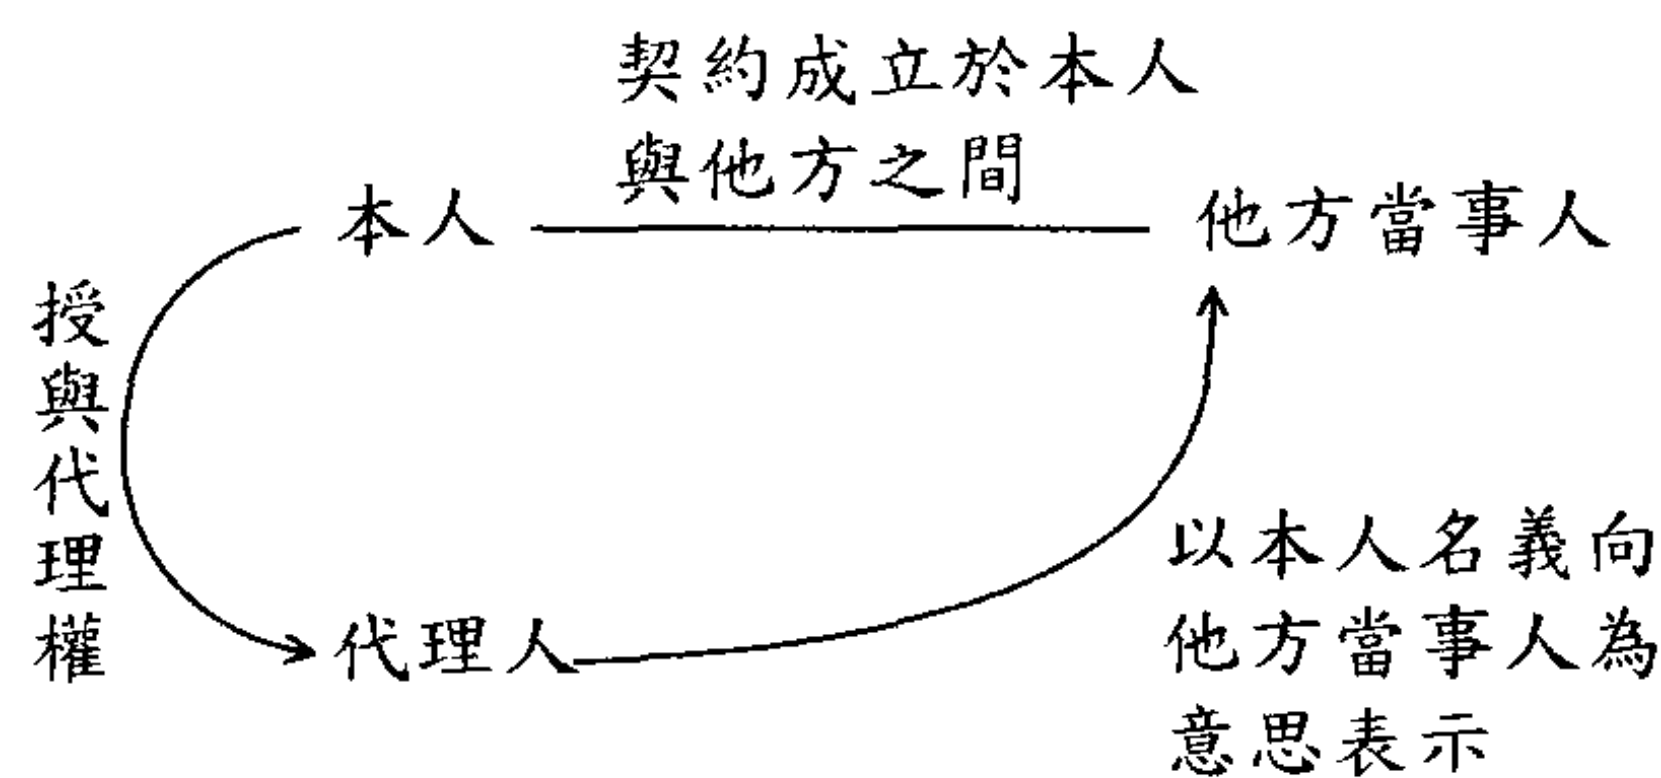 契約成立於本人
與他方之間
本人
他方當事人
授與代理權
代理人
以本人名義向
他方當事人為
意思表示